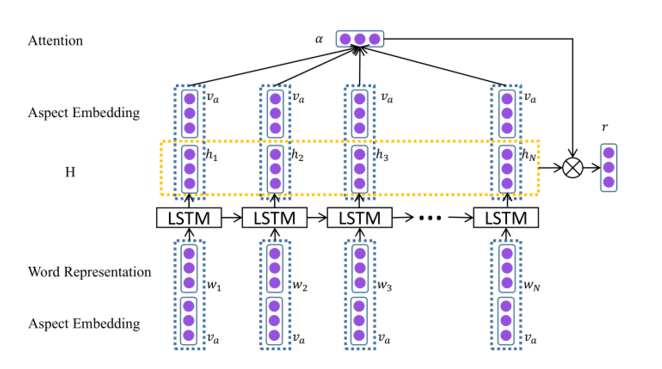 Attention α
Aspect Embedding v_a v_a v_a v_a
r
H h_1 h_2 h_3 h_N
LSTM LSTM LSTM LSTM
Word Representation w_1 w_2 w_3 w_N
Aspect Embedding v_a v_a v_a v_a